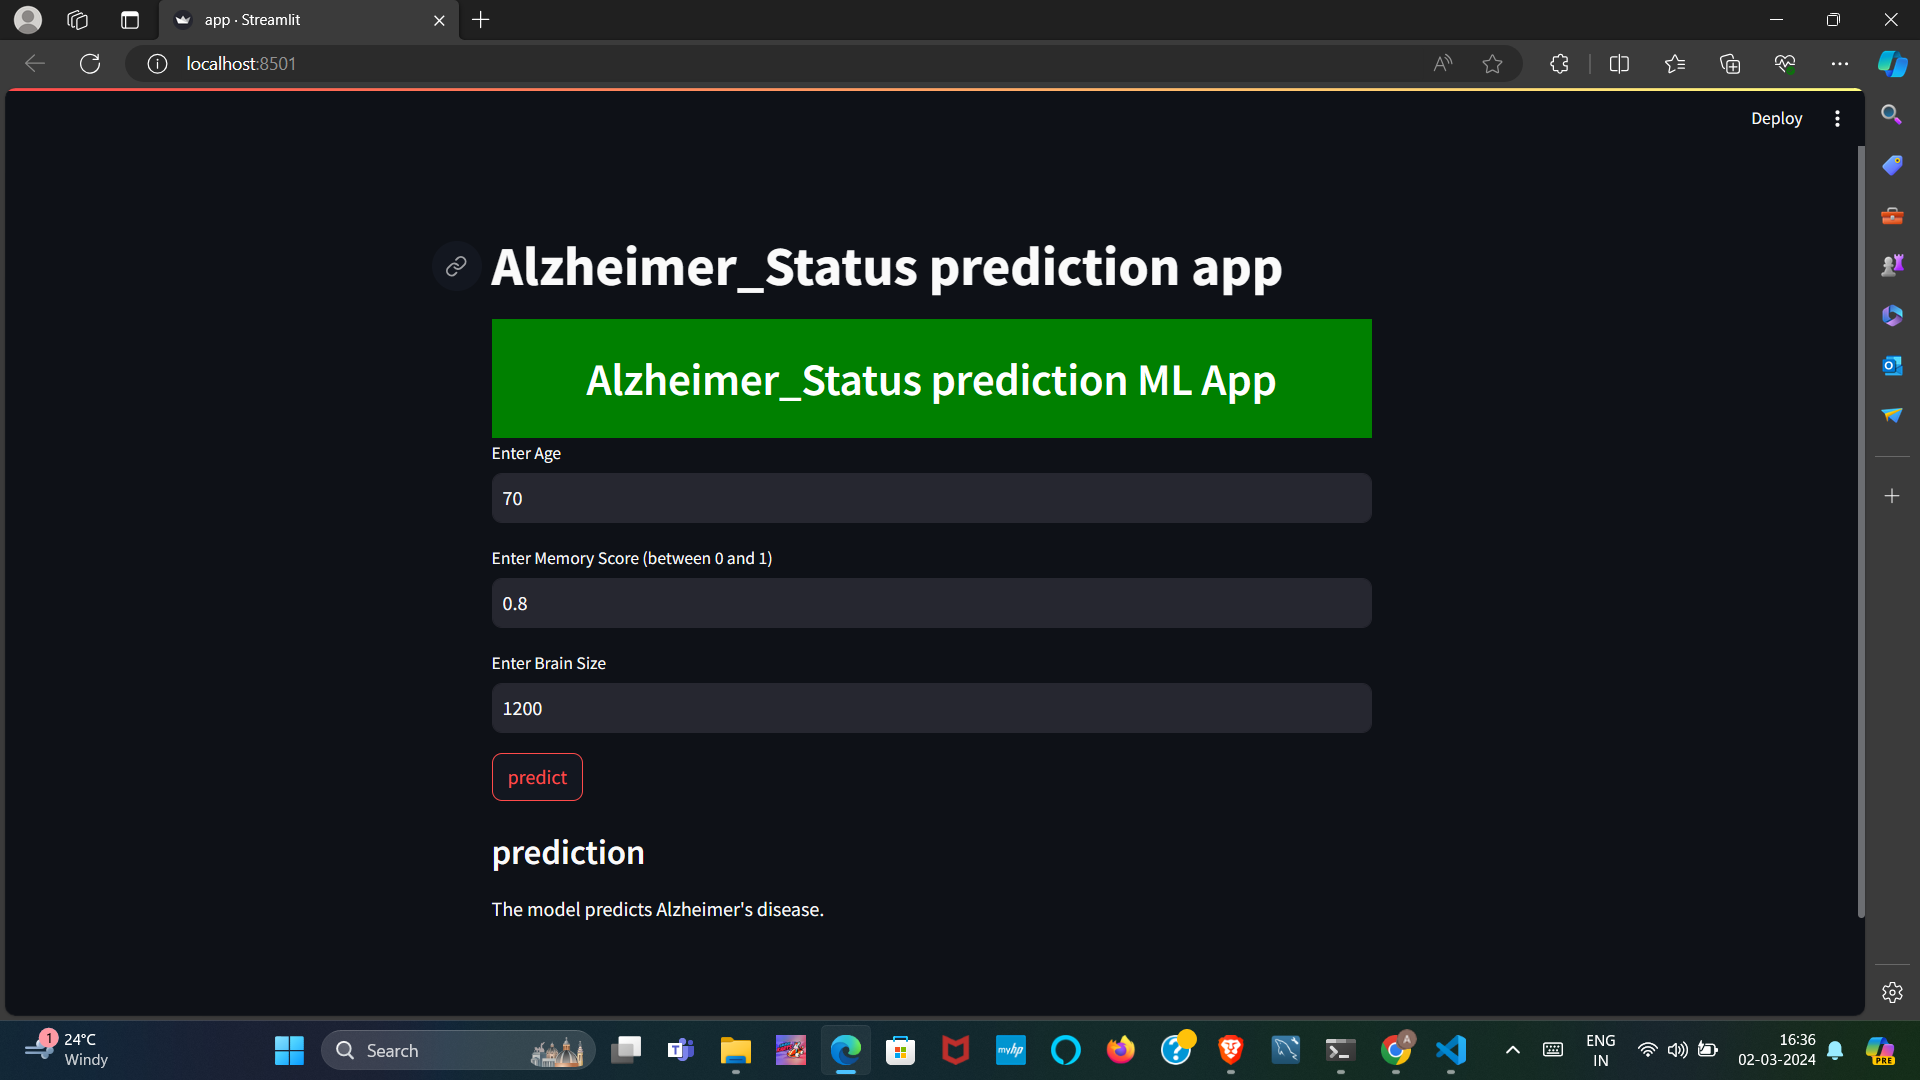 app · Streamlit
localhost:8501
Deploy
Alzheimer_Status prediction app
Alzheimer_Status prediction ML App
Enter Age
70
Enter Memory Score (between 0 and 1)
0.8
Enter Brain Size
1200
predict
prediction
The model predicts Alzheimer's disease.
1
24°C
Windy
Search
myhp
A
ENG
IN
16:36
02-03-2024
PRE